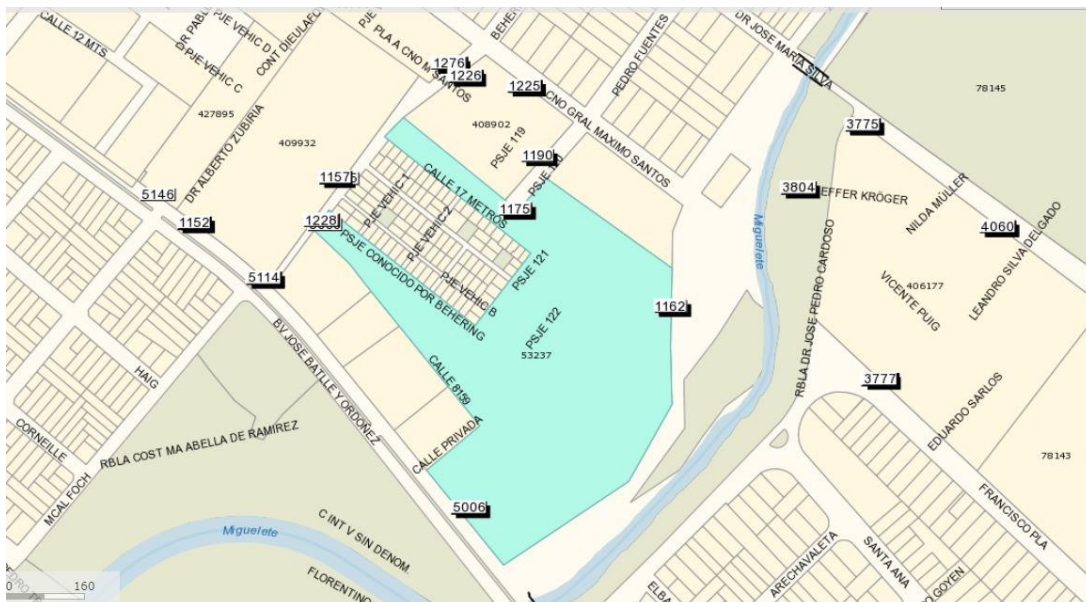 CALLE 12 MTS
DR PABL
PJE VEHIC D
PJE VEHIC C
CONT DIEULAFO
PJE
BEHERI
PLA A CNO M SANTOS
1276
1226
1225
PEDRO FUENTES
DR JOSE MARIA SILVA
78145
427895
DR ALBERTO ZUBIRIA
409932
408902
PSJE 119
CNO GRAL MAXIMO SANTOS
3775
1190
1157
CALLE 17 METROS
3804
EFFER KRÖGER
NILDA MÜLLER
5146
1152
1228
PJE VEHIC 1
PJE VEHIC 2
1175
Miguelete
4060
LEANDRO SILVA DELGADO
5114
PSJE CONOCIDO POR BEHERING
PSJE 121
PJE VEHIC B
RBLA DR JOSE PEDRO CARDOSO
406177
VICENTE PUIG
1162
PSJE 122
53237
BV JOSE BATLLE Y ORDOÑEZ
HAIG
CALLE 8159
3777
EDUARDO SARLOS
CORNEILLE
RBLA COST MA ABELLA DE RAMIREZ
CALLE PRIVADA
78143
MCAL FOCH
5006
FRANCISCO PLA
Miguelete
C INT V SIN DENOM.
ARECHAVALETA
SANTA ANA
O GOYEN
FLORENTINO
ELBA
0 160